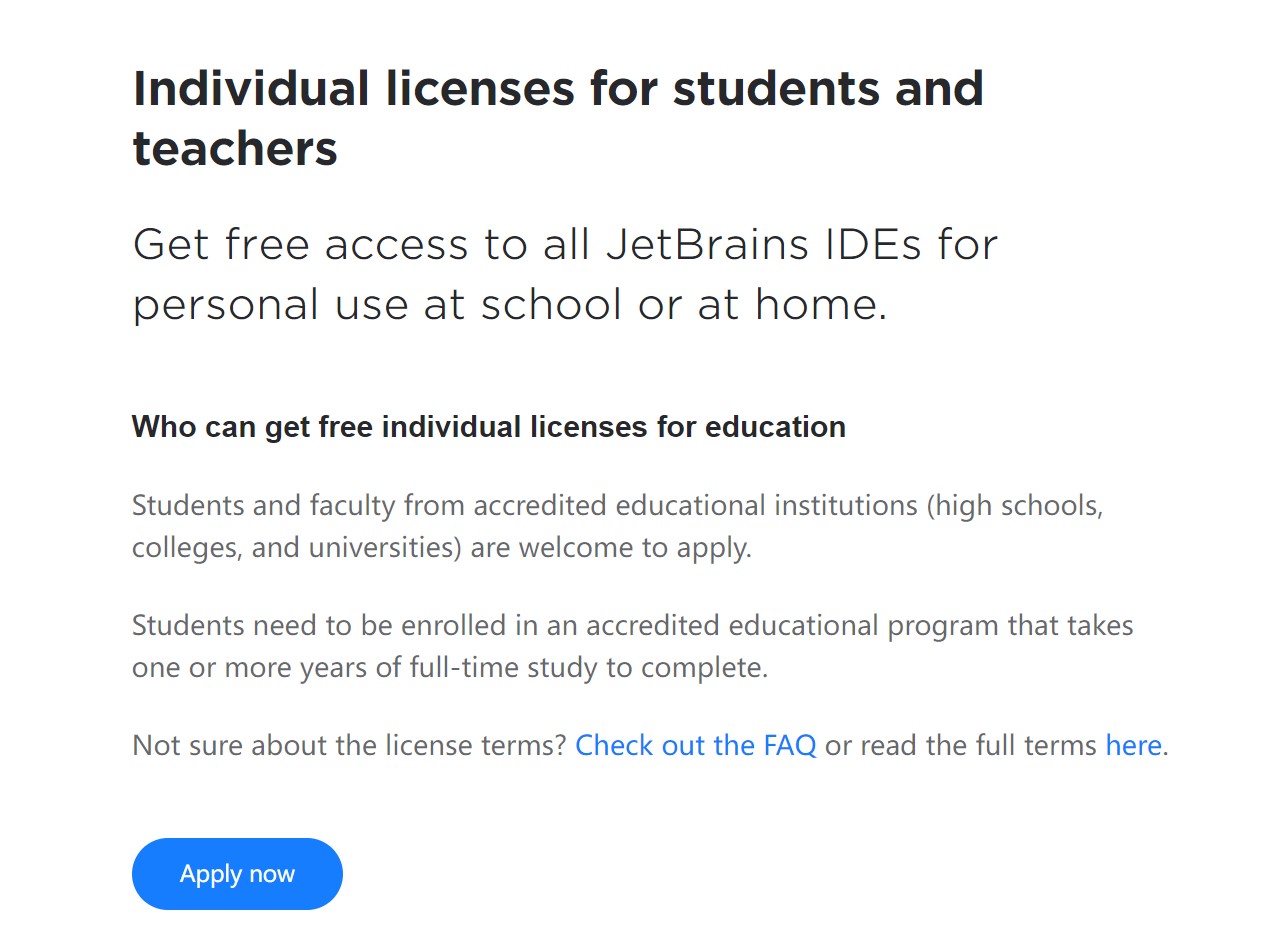 Individual licenses for students and
teachers
Get free access to all JetBrains IDEs for
personal use at school or at home.
Who can get free individual licenses for education
Students and faculty from accredited educational institutions (high schools,
colleges, and universities) are welcome to apply.
Students need to be enrolled in an accredited educational program that takes
one or more years of full-time study to complete.
Not sure about the license terms? Check out the FAQ or read the full terms here.
Apply now